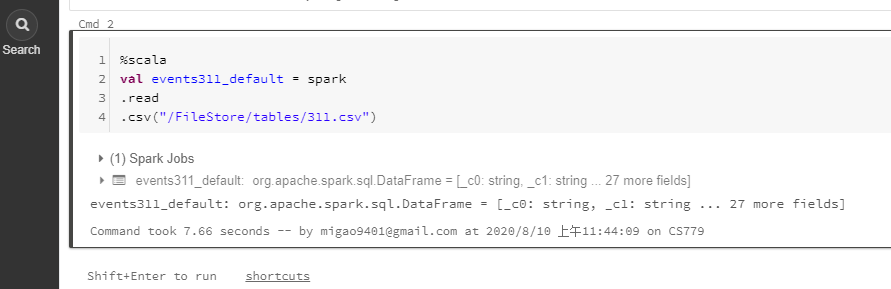 Cmd 2
Search
1 %scala
2 val events311_default = spark
3 .read
4 .csv("/FileStore/tables/311.csv")
(1) Spark Jobs
events311_default: org.apache.spark.sql.DataFrame = [_c0: string, _c1: string ... 27 more fields]
events311_default: org.apache.spark.sql.DataFrame = [_c0: string, _c1: string ... 27 more fields]
Command took 7.66 seconds -- by migao9401@gmail.com at 2020/8/10 上午11:44:09 on CS779
Shift+Enter to run shortcuts